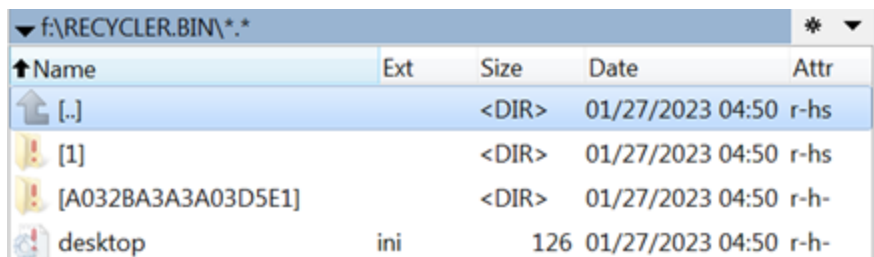 f:\RECYCLER.BIN\*.*
Name Ext Size Date Attr
[..] <DIR> 01/27/2023 04:50 r-hs
[1] <DIR> 01/27/2023 04:50 r-hs
[A032BA3A3A03D5E1] <DIR> 01/27/2023 04:50 r-h-
desktop ini 126 01/27/2023 04:50 r-h-